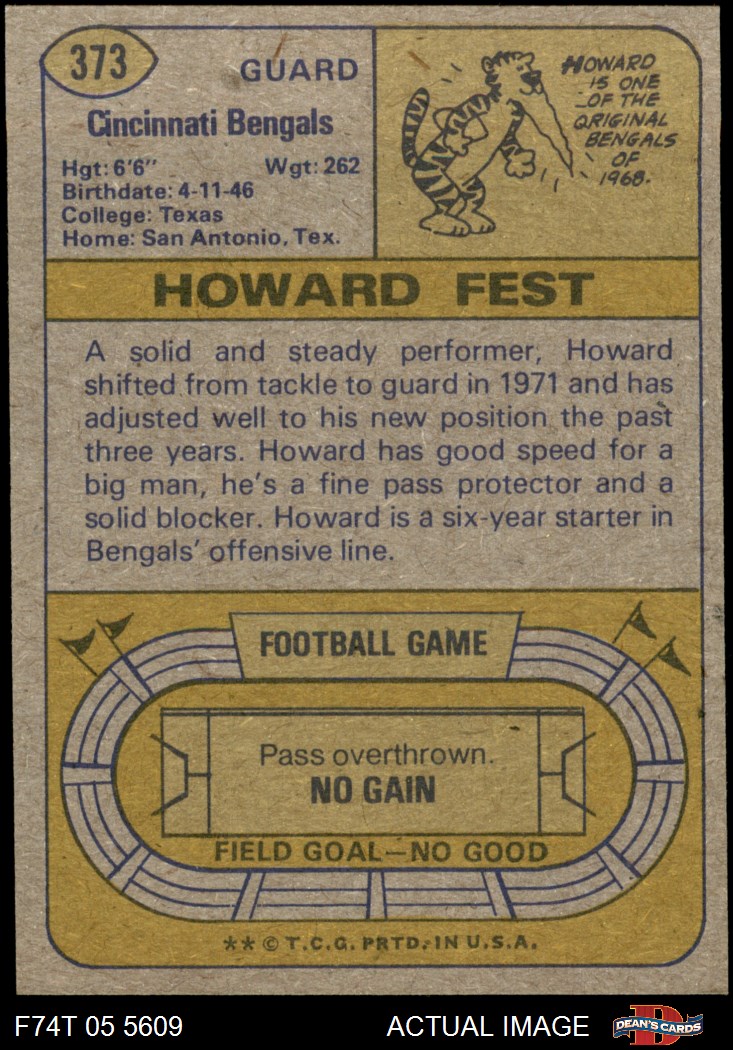 373
GUARD
Cincinnati Bengals
Hgt: 6'6" Wgt: 262
Birthdate: 4-11-46
College: Texas
Home: San Antonio, Tex.
HOWARD
IS ONE
OF THE
ORIGINAL
BENGALS
OF
1968.
HOWARD FEST
A solid and steady performer, Howard
shifted from tackle to guard in 1971 and has
adjusted well to his new position the past
three years. Howard has good speed for a
big man, he's a fine pass protector and a
solid blocker. Howard is a six-year starter in
Bengals' offensive line.
FOOTBALL GAME
Pass overthrown.
NO GAIN
FIELD GOAL—NO GOOD
** © T.C.G. PRTD. IN U.S.A.
F74T 05 5609
ACTUAL IMAGE
D
DEAN'S CARDS